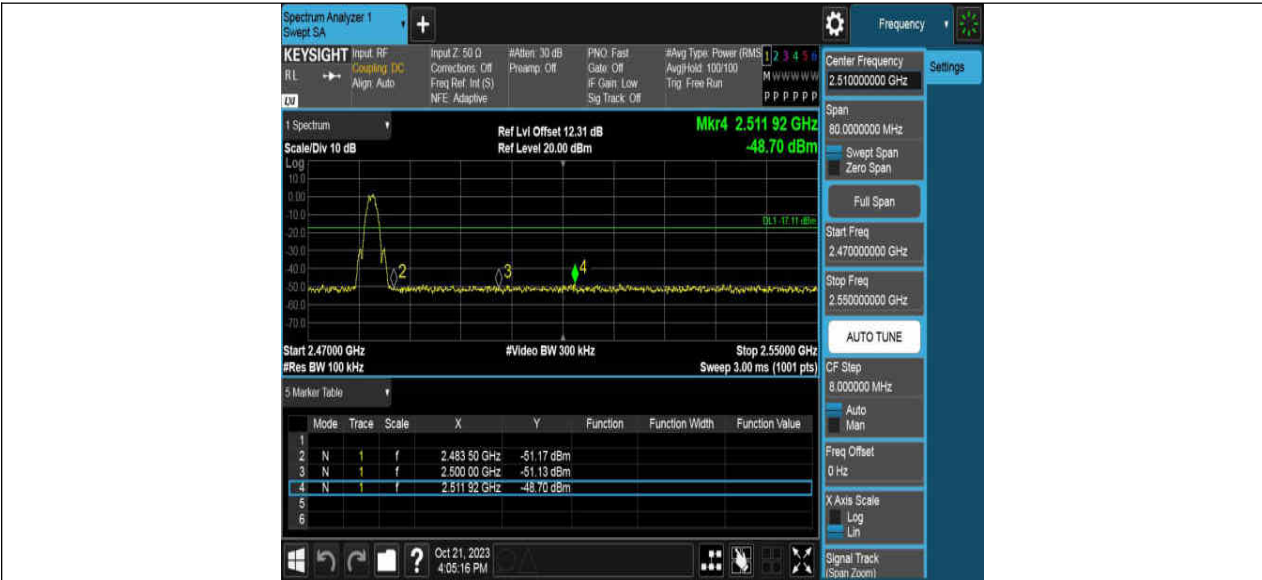 Spectrum Analyzer 1
Swept SA
+
Frequency
KEYSIGHT
RL
LXI
Input: RF
Coupling: DC
Align: Auto
Input Z: 50 Ω
Corrections: Off
Freq Ref: Int (S)
NFE: Adaptive
#Atten: 30 dB
Preamp: Off
PNO: Fast
Gate: Off
IF Gain: Low
Sig Track: Off
#Avg Type: Power (RMS
Avg|Hold: 100/100
Trig: Free Run
1 2 3 4 5 6
M W W W W W
P P P P P P
1 Spectrum
Scale/Div 10 dB
Ref Lvl Offset 12.31 dB
Ref Level 20.00 dBm
Mkr4 2.511 92 GHz
-48.70 dBm
Log
10.0
0.00
-10.0
-20.0
-30.0
-40.0
-50.0
-60.0
-70.0
DL1 -17.11 dBm
2
3
4
Start 2.47000 GHz
#Video BW 300 kHz
Stop 2.55000 GHz
#Res BW 100 kHz
Sweep 3.00 ms (1001 pts)
5 Marker Table
Mode Trace Scale X Y Function Function Width Function Value
1
2 N 1 f 2.483 50 GHz -51.17 dBm
3 N 1 f 2.500 00 GHz -51.13 dBm
4 N 1 f 2.511 92 GHz -48.70 dBm
5
6
?
Oct 21, 2023
4:05:16 PM
Center Frequency
2.510000000 GHz
Settings
Span
80.0000000 MHz
Swept Span
Zero Span
Full Span
Start Freq
2.470000000 GHz
Stop Freq
2.550000000 GHz
AUTO TUNE
CF Step
8.000000 MHz
Auto
Man
Freq Offset
0 Hz
X Axis Scale
Log
Lin
Signal Track
(Span Zoom)